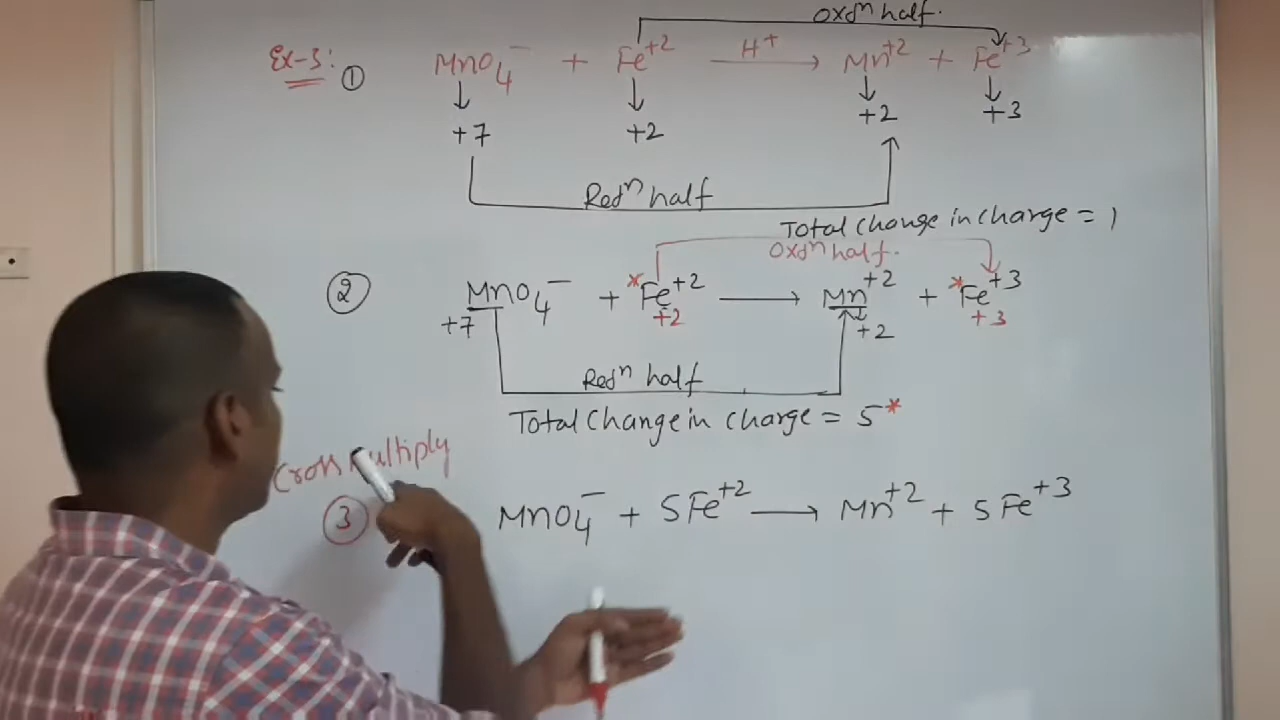 Oxdⁿ half.
Ex-3: ① MnO₄⁻ + Fe⁺² —H⁺→ Mn⁺² + Fe⁺³
↓ ↓ ↓ ↓
+7 +2 +2 +3
Redⁿ half
Total change in charge = 1
Oxdⁿ half.
② MnO₄⁻ + *Fe⁺² → Mn⁺² + *Fe⁺³
+7 +2 +2 +3
Redⁿ half
Total change in charge = 5*
Cross Multiply
③ MnO₄⁻ + 5Fe⁺² → Mn⁺² + 5Fe⁺³